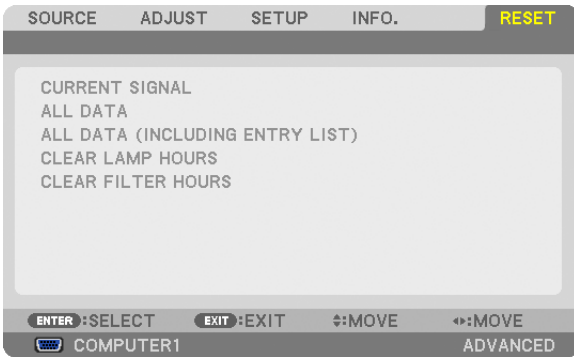 SOURCE ADJUST SETUP INFO. RESET
CURRENT SIGNAL
ALL DATA
ALL DATA (INCLUDING ENTRY LIST)
CLEAR LAMP HOURS
CLEAR FILTER HOURS
ENTER :SELECT EXIT :EXIT :MOVE :MOVE
COMPUTER1 ADVANCED